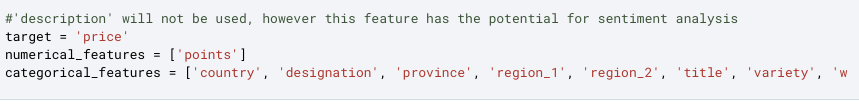 #'description' will not be used, however this feature has the potential for sentiment analysis
target = 'price'
numerical_features = ['points']
categorical_features = ['country', 'designation', 'province', 'region_1', 'region_2', 'title', 'variety', 'w